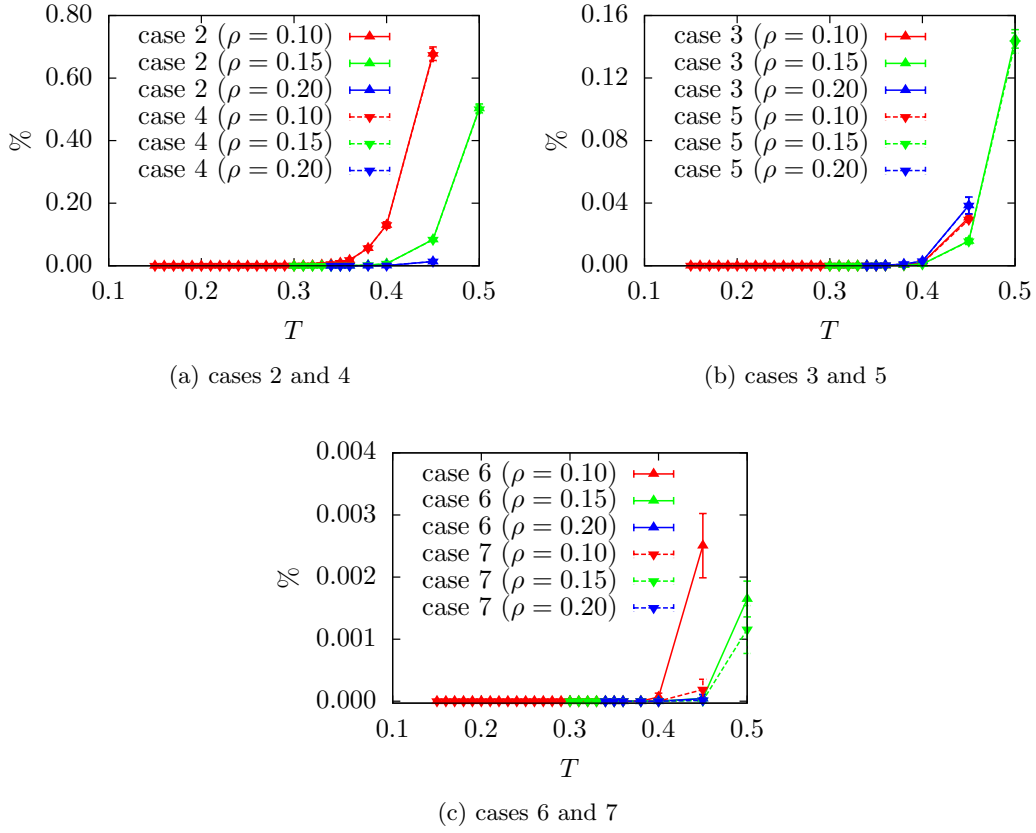 0.80
0.60
0.40
0.20
0.00
%
case 2 (ρ = 0.10)
case 2 (ρ = 0.15)
case 2 (ρ = 0.20)
case 4 (ρ = 0.10)
case 4 (ρ = 0.15)
case 4 (ρ = 0.20)
0.1 0.2 0.3 0.4 0.5
T
(a) cases 2 and 4
0.16
0.12
0.08
0.04
0.00
%
case 3 (ρ = 0.10)
case 3 (ρ = 0.15)
case 3 (ρ = 0.20)
case 5 (ρ = 0.10)
case 5 (ρ = 0.15)
case 5 (ρ = 0.20)
0.1 0.2 0.3 0.4 0.5
T
(b) cases 3 and 5
0.004
0.003
0.002
0.001
0.000
%
case 6 (ρ = 0.10)
case 6 (ρ = 0.15)
case 6 (ρ = 0.20)
case 7 (ρ = 0.10)
case 7 (ρ = 0.15)
case 7 (ρ = 0.20)
0.1 0.2 0.3 0.4 0.5
T
(c) cases 6 and 7